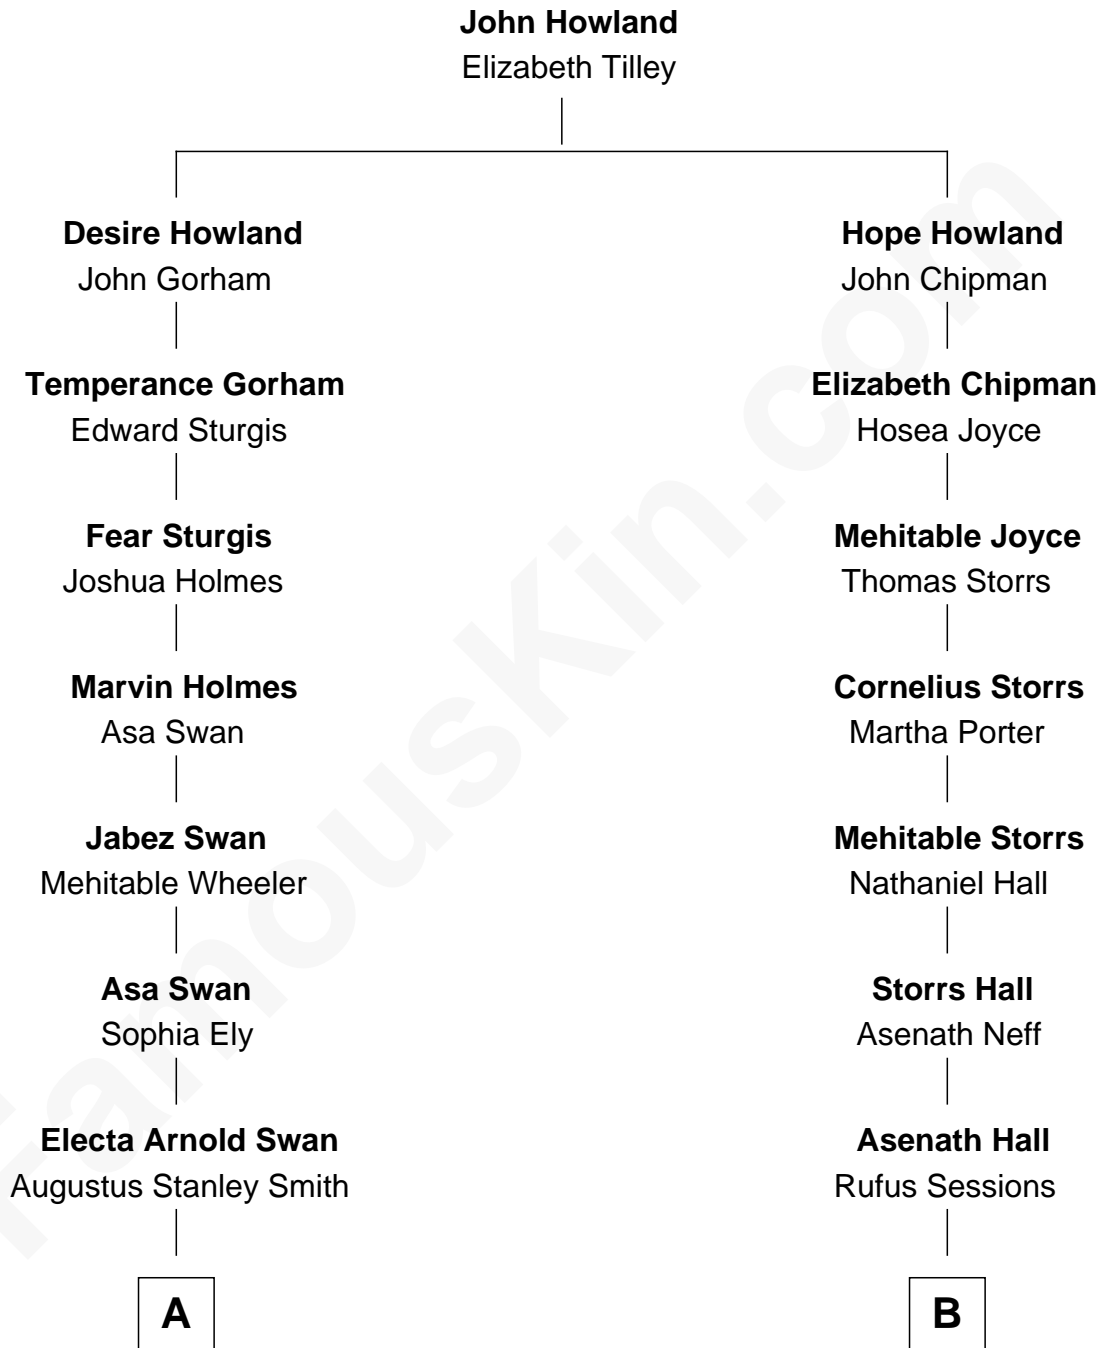 John Howland
Elizabeth Tilley
Desire Howland
John Gorham
Hope Howland
John Chipman
Temperance Gorham
Edward Sturgis
Elizabeth Chipman
Hosea Joyce
Fear Sturgis
Joshua Holmes
Mehitable Joyce
Thomas Storrs
Marvin Holmes
Asa Swan
Cornelius Storrs
Martha Porter
Jabez Swan
Mehitable Wheeler
Mehitable Storrs
Nathaniel Hall
Asa Swan
Sophia Ely
Storrs Hall
Asenath Neff
Electa Arnold Swan
Augustus Stanley Smith
Asenath Hall
Rufus Sessions
A
B
FamousKin.com